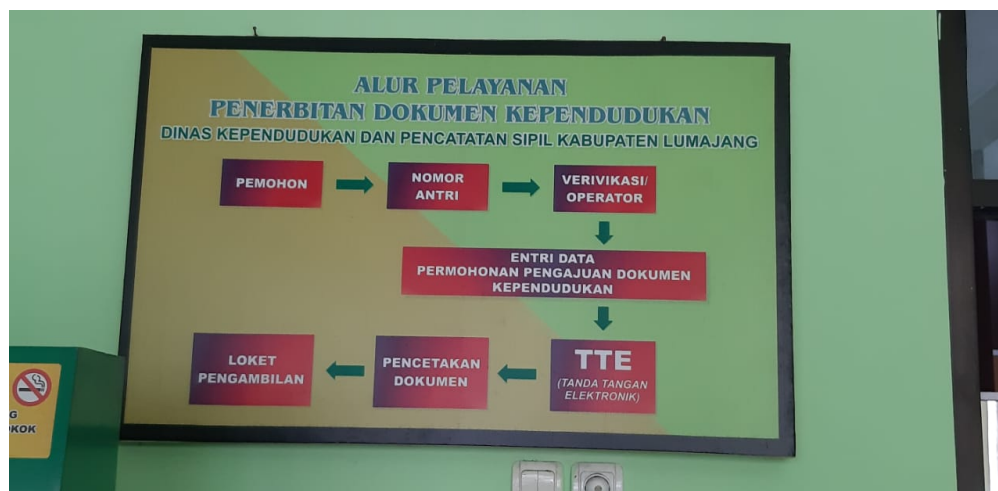 ALUR PELAYANAN
PENERBITAN DOKUMEN KEPENDUDUKAN
DINAS KEPENDUDUKAN DAN PENCATATAN SIPIL KABUPATEN LUMAJANG
PEMOHON
NOMOR
ANTRI
VERIVIKASI/
OPERATOR
ENTRI DATA
PERMOHONAN PENGAJUAN DOKUMEN
KEPENDUDUKAN
TTE
(TANDA TANGAN
ELEKTRONIK)
PENCETAKAN
DOKUMEN
LOKET
PENGAMBILAN